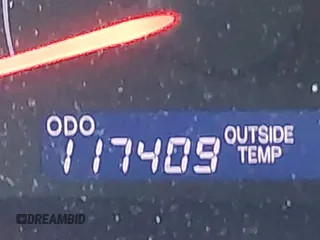 ODO
117409
OUTSIDE
TEMP
DREAMBID